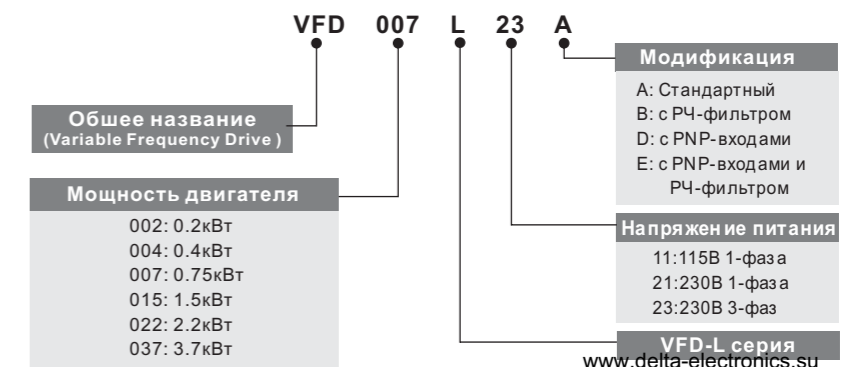 VFD 007 L 23 A
Обшее название
(Variable Frequency Drive )
Мощность двигателя
002: 0.2кВт
004: 0.4кВт
007: 0.75кВт
015: 1.5кВт
022: 2.2кВт
037: 3.7кВт
Модификация
A: Стандартный
B: с РЧ-фильтром
D: с PNP-входами
E: с PNP-входами и
РЧ-фильтром
Напряжение питания
11:115В 1-фаза
21:230В 1-фаза
23:230В 3-фаз
VFD-L серия
www.delta-electronics.su